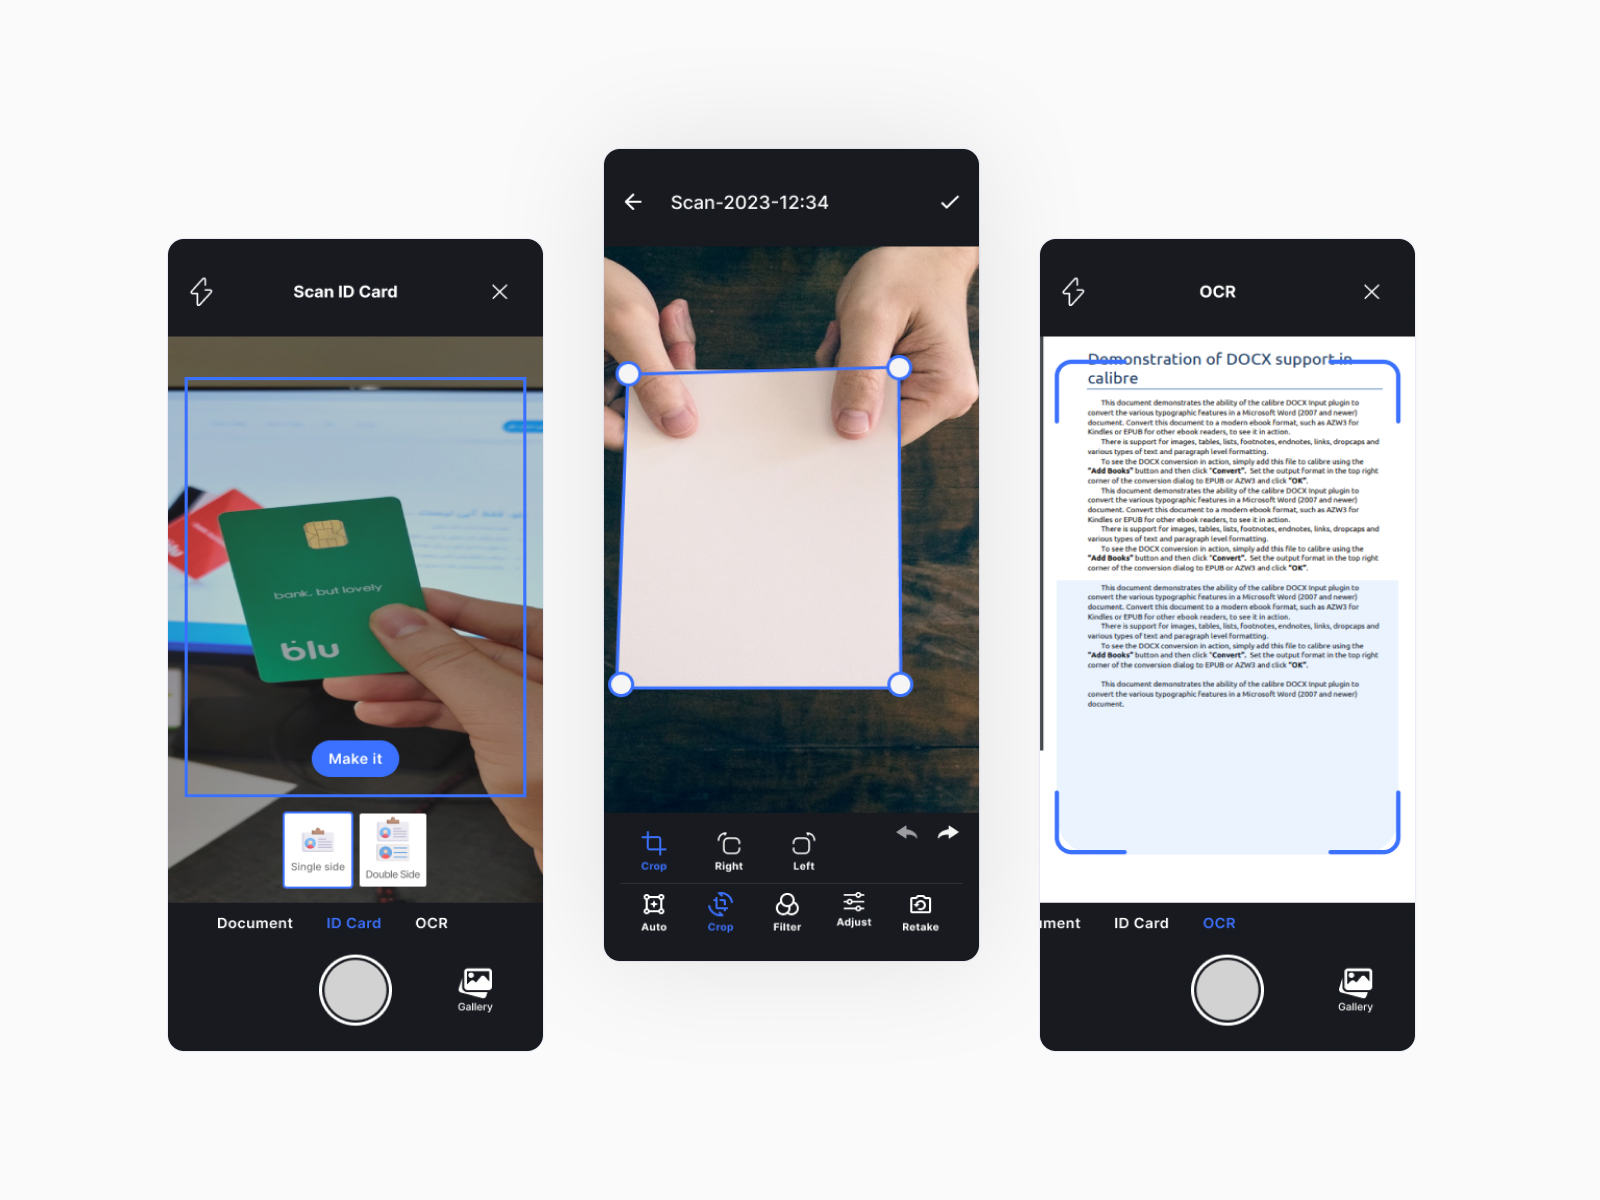 Scan ID Card
bank. but lovely
blu
Make it
Single side
Double Side
Document
ID Card
OCR
Gallery
Scan-2023-12:34
Crop
Right
Left
Auto
Crop
Filter
Adjust
Retake
OCR
Demonstration of DOCX support in
calibre
This document demonstrates the ability of the calibre DOCX Input plugin to
convert the various typographic features in a Microsoft Word (2007 and newer)
document. Convert this document to a modern ebook format, such as AZW3 for
Kindles or EPUB for other ebook readers, to see it in action.
There is support for images, tables, lists, footnotes, endnotes, links, dropcaps and
various types of text and paragraph level formatting.
To see the DOCX conversion in action, simply add this file to calibre using the
"Add Books" button and then click "Convert". Set the output format in the top right
corner of the conversion dialog to EPUB or AZW3 and click "OK".
This document demonstrates the ability of the calibre DOCX Input plugin to
convert the various typographic features in a Microsoft Word (2007 and newer)
document. Convert this document to a modern ebook format, such as AZW3 for
Kindles or EPUB for other ebook readers, to see it in action.
There is support for images, tables, lists, footnotes, endnotes, links, dropcaps and
various types of text and paragraph level formatting.
To see the DOCX conversion in action, simply add this file to calibre using the
"Add Books" button and then click "Convert". Set the output format in the top right
corner of the conversion dialog to EPUB or AZW3 and click "OK".
This document demonstrates the ability of the calibre DOCX Input plugin to
convert the various typographic features in a Microsoft Word (2007 and newer)
document. Convert this document to a modern ebook format, such as AZW3 for
Kindles or EPUB for other ebook readers, to see it in action.
There is support for images, tables, lists, footnotes, endnotes, links, dropcaps and
various types of text and paragraph level formatting.
To see the DOCX conversion in action, simply add this file to calibre using the
"Add Books" button and then click "Convert". Set the output format in the top right
corner of the conversion dialog to EPUB or AZW3 and click "OK".
This document demonstrates the ability of the calibre DOCX Input plugin to
convert the various typographic features in a Microsoft Word (2007 and newer)
document.
ument
ID Card
OCR
Gallery